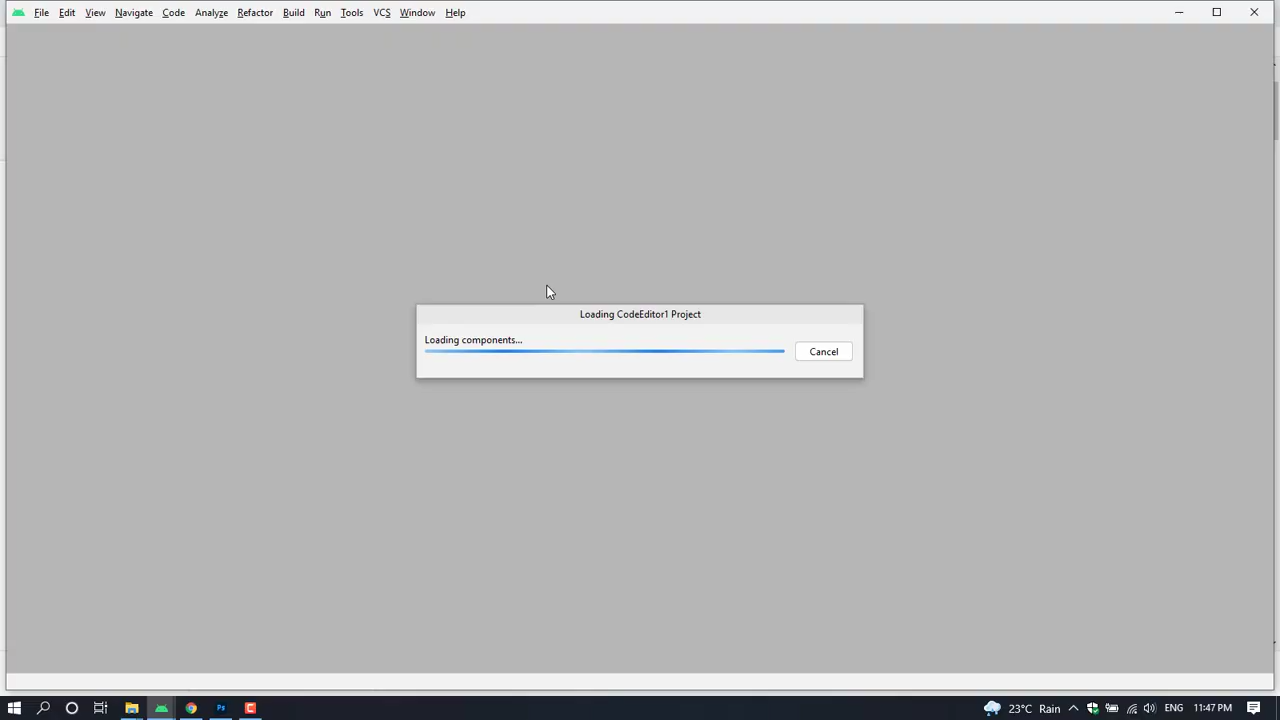 File Edit View Navigate Code Analyze Refactor Build Run Tools VCS Window Help
Loading CodeEditor1 Project
Loading components...
Cancel
Ps
23°C Rain ENG 11:47 PM